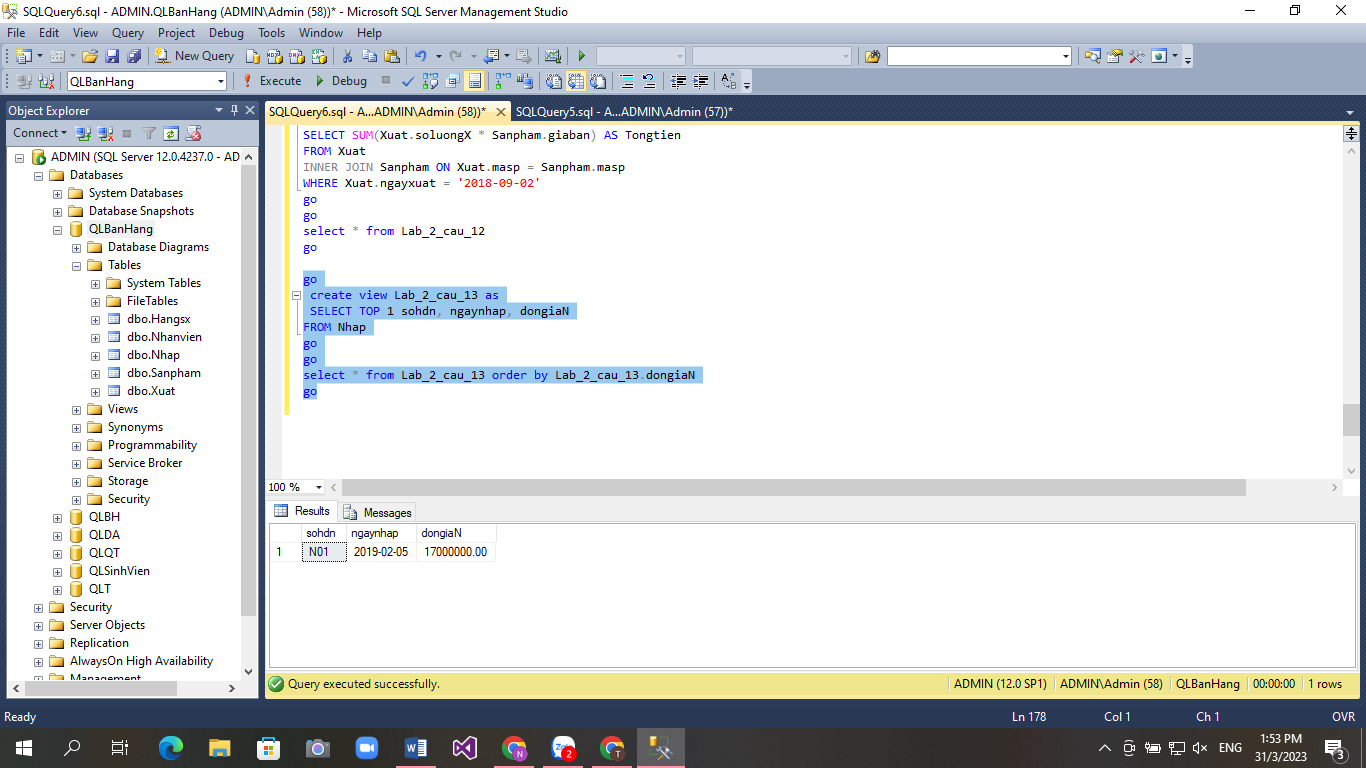 SQLQuery6.sql - ADMIN.QLBanHang (ADMIN\Admin (58))* - Microsoft SQL Server Management Studio
File Edit View Query Project Debug Tools Window Help
New Query
QLBanHang Execute Debug
Object Explorer
Connect
ADMIN (SQL Server 12.0.4237.0 - AD
Databases
System Databases
Database Snapshots
QLBanHang
Database Diagrams
Tables
System Tables
FileTables
dbo.Hangsx
dbo.Nhanvien
dbo.Nhap
dbo.Sanpham
dbo.Xuat
Views
Synonyms
Programmability
Service Broker
Storage
Security
QLBH
QLDA
QLQT
QLSinhVien
QLT
Security
Server Objects
Replication
AlwaysOn High Availability
Management
SQLQuery6.sql - A...ADMIN\Admin (58))* SQLQuery5.sql - A...ADMIN\Admin (57))*
SELECT SUM(Xuat.soluongX * Sanpham.giaban) AS Tongtien
FROM Xuat
INNER JOIN Sanpham ON Xuat.masp = Sanpham.masp
WHERE Xuat.ngayxuat = '2018-09-02'
go
go
select * from Lab_2_cau_12
go
go
create view Lab_2_cau_13 as
SELECT TOP 1 sohdn, ngaynhap, dongiaN
FROM Nhap
go
go
select * from Lab_2_cau_13 order by Lab_2_cau_13.dongiaN
go
100 %
Results Messages
sohdn ngaynhap dongiaN
1 N01 2019-02-05 17000000.00
Query executed successfully. ADMIN (12.0 SP1) ADMIN\Admin (58) QLBanHang 00:00:00 1 rows
Ready Ln 178 Col 1 Ch 1 OVR
ENG
1:53 PM
31/3/2023